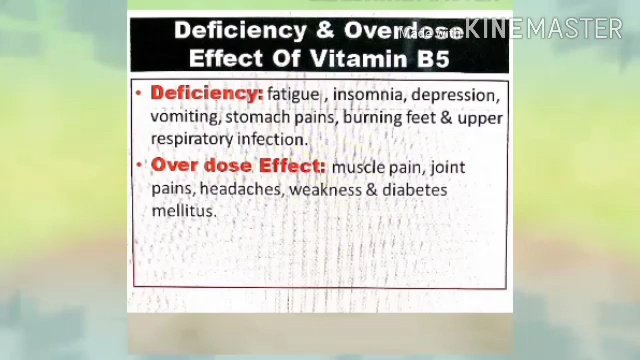 Made with KINEMASTER
Deficiency & Overdose
Effect Of Vitamin B5
• Deficiency: fatigue , insomnia, depression,
vomiting, stomach pains, burning feet & upper
respiratory infection.
• Over dose Effect: muscle pain, joint
pains, headaches, weakness & diabetes
mellitus.